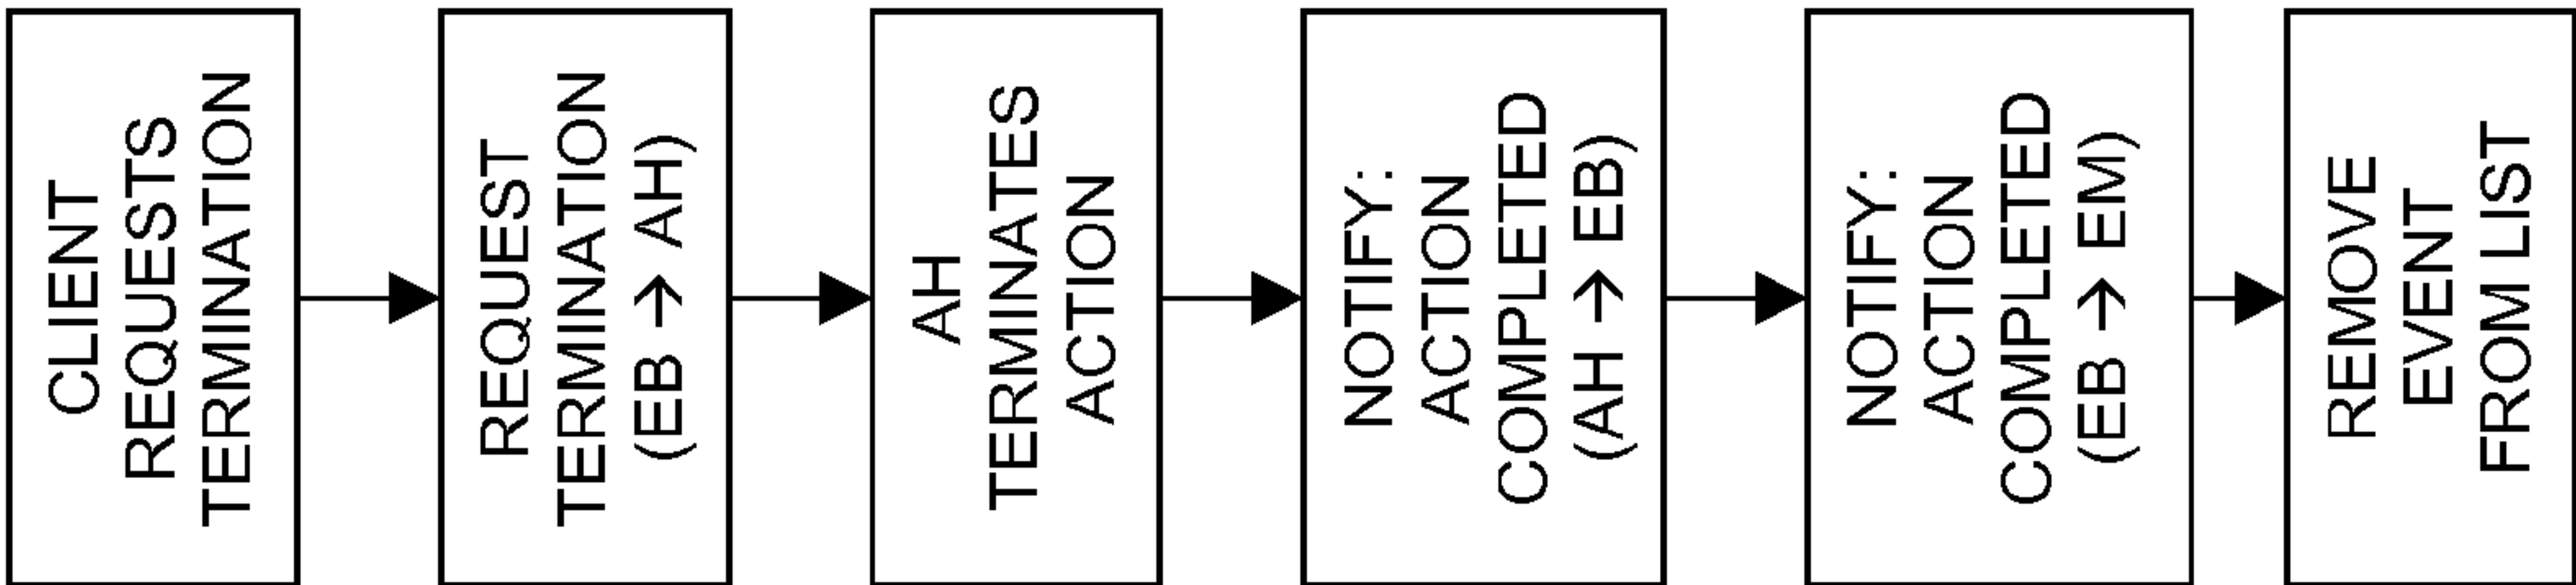 CLIENT
REQUESTS
TERMINATION
REQUEST
TERMINATION
(EB → AH)
AH
TERMINATES
ACTION
NOTIFY:
ACTION
COMPLETED
(AH → EB)
NOTIFY:
ACTION
COMPLETED
(EB → EM)
REMOVE
EVENT
FROM LIST